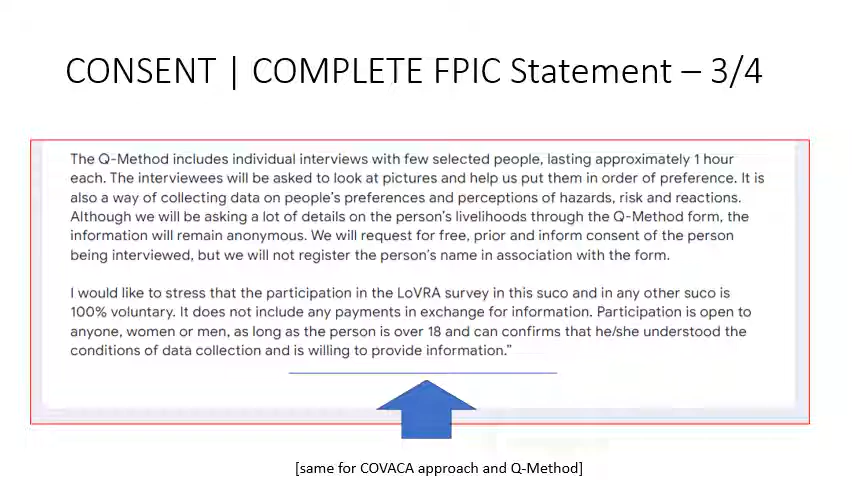 CONSENT | COMPLETE FPIC Statement – 3/4
The Q-Method includes individual interviews with few selected people, lasting approximately 1 hour
each. The interviewees will be asked to look at pictures and help us put them in order of preference. It is
also a way of collecting data on people's preferences and perceptions of hazards, risk and reactions.
Although we will be asking a lot of details on the person's livelihoods through the Q-Method form, the
information will remain anonymous. We will request for free, prior and inform consent of the person
being interviewed, but we will not register the person's name in association with the form.
I would like to stress that the participation in the LoVRA survey in this suco and in any other suco is
100% voluntary. It does not include any payments in exchange for information. Participation is open to
anyone, women or men, as long as the person is over 18 and can confirms that he/she understood the
conditions of data collection and is willing to provide information."
[same for COVACA approach and Q-Method]